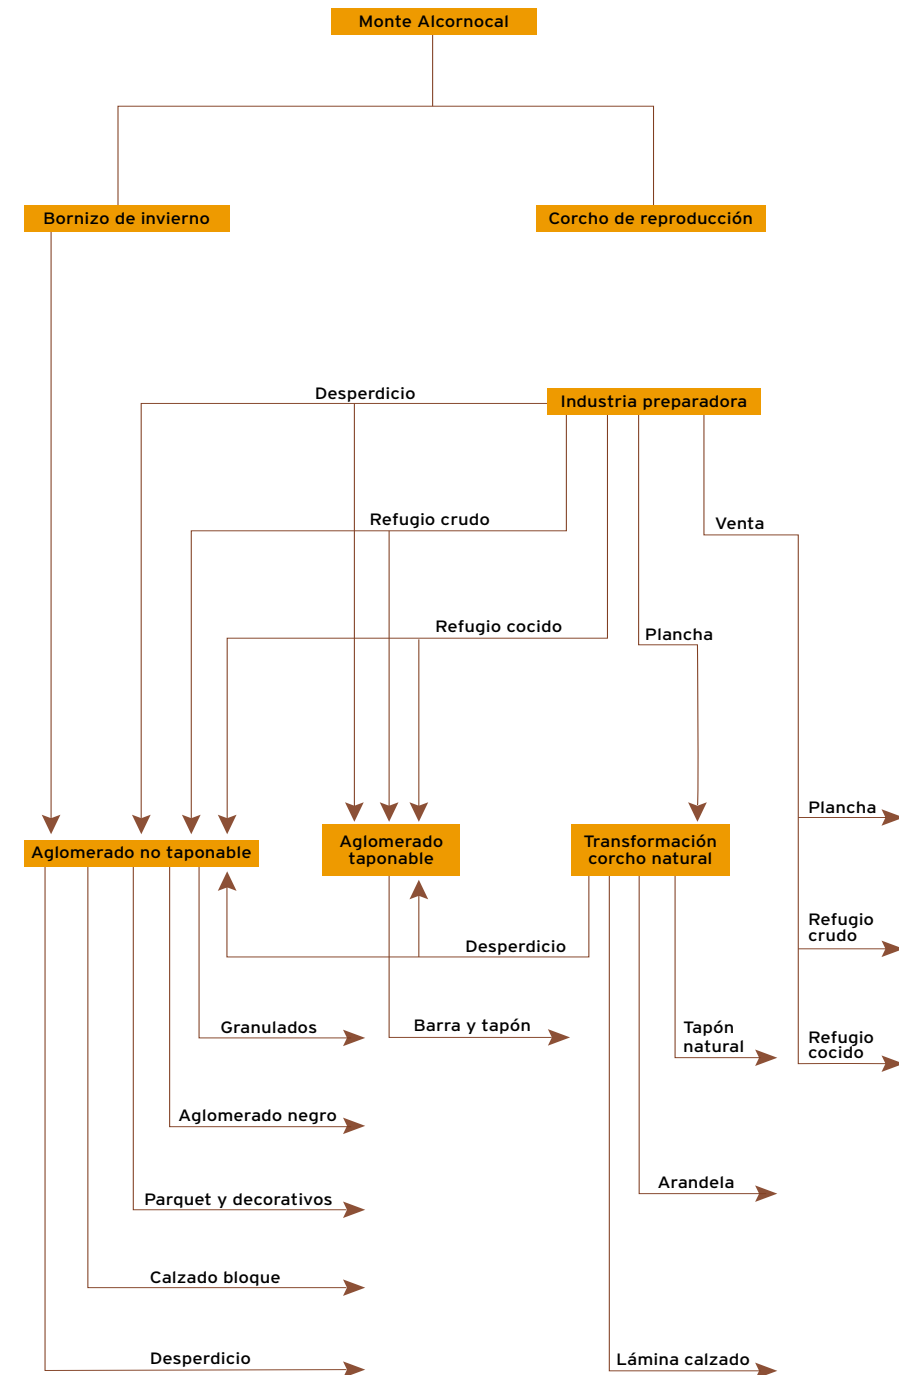 Monte Alcornocal
Bornizo de invierno
Corcho de reproducción
Desperdicio
Industria preparadora
Refugio crudo
Venta
Refugio cocido
Plancha
Plancha
Aglomerado no taponable
Aglomerado
taponable
Transformación
corcho natural
Refugio
crudo
Desperdicio
Granulados
Barra y tapón
Tapón
natural
Refugio
cocido
Aglomerado negro
Arandela
Parquet y decorativos
Calzado bloque
Desperdicio
Lámina calzado